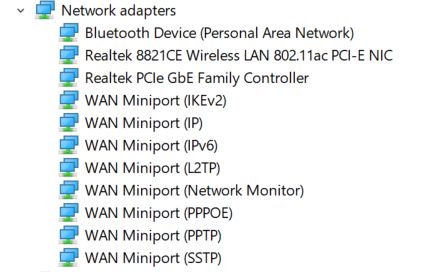 Network adapters
Bluetooth Device (Personal Area Network)
Realtek 8821CE Wireless LAN 802.11ac PCI-E NIC
Realtek PCIe GbE Family Controller
WAN Miniport (IKEv2)
WAN Miniport (IP)
WAN Miniport (IPv6)
WAN Miniport (L2TP)
WAN Miniport (Network Monitor)
WAN Miniport (PPPOE)
WAN Miniport (PPTP)
WAN Miniport (SSTP)